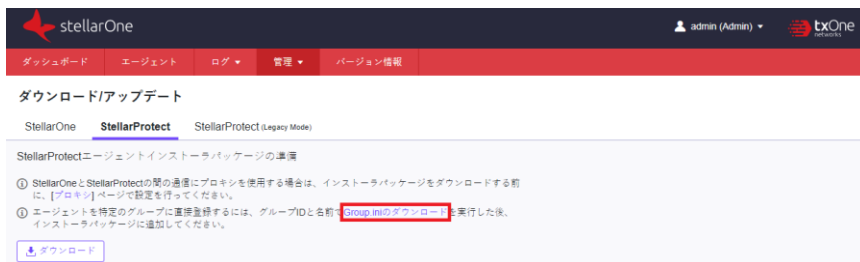 stellarOne
admin (Admin)
txOne
networks
ダッシュボード エージェント ログ 管理 バージョン情報
ダウンロード/アップデート
StellarOne StellarProtect StellarProtect (Legacy Mode)
StellarProtectエージェントインストーラパッケージの準備
StellarOneとStellarProtectの間の通信にプロキシを使用する場合は、インストーラパッケージをダウンロードする前
に、[プロキシ] ページで設定を行ってください。
エージェントを特定のグループに直接登録するには、グループIDと名前でGroup.iniのダウンロードを実行した後、
インストーラパッケージに追加してください。
ダウンロード